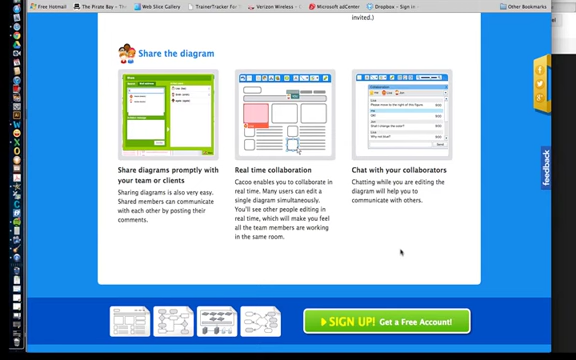 Free Hotmail
The Pirate Bay
Web Slice Gallery
TrainerTracker For
Verizon Wireless
Microsoft adCenter
Dropbox - Sign in
Other Bookmarks
invited.)
Share the diagram
Share diagrams promptly with
your team or clients
Sharing diagrams is also very easy.
Shared members can communicate
with each other by posting their
comments.
Real time collaboration
Cacoo enables you to collaborate in
real time. Many users can edit a
single diagram simultaneously.
You'll see other people editing in
real time, which will make you feel
all the team members are working
in the same room.
Chat with your collaborators
Chatting while you are editing the
diagram will help you to
communicate with others.
feedback
SIGN UP! Get a Free Account!